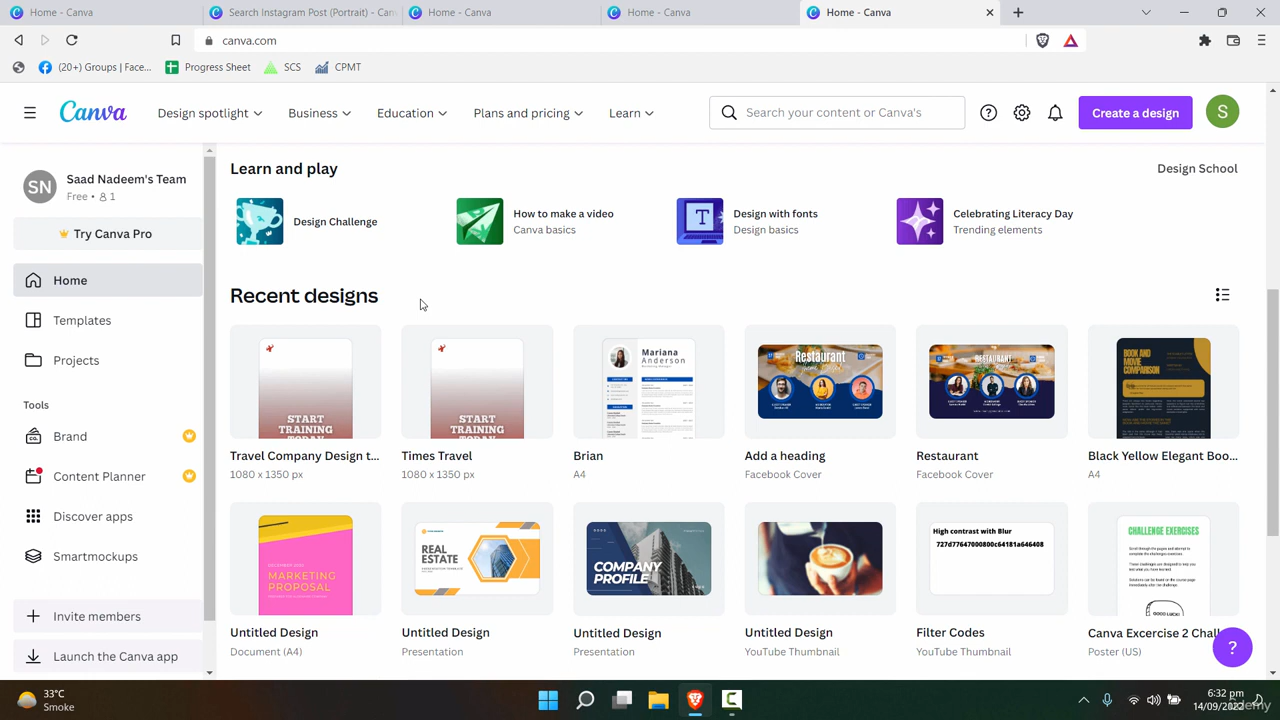 Home - Canva
Search Instagram Post (Portrait) - Can
Home - Canva
Home - Canva
Home - Canva
canva.com
(20+) Groups | Face...
Progress Sheet
SCS
CPMT
Canva
Design spotlight
Business
Education
Plans and pricing
Learn
Search your content or Canva's
Create a design
S
SN
Saad Nadeem's Team
Free • 1
Try Canva Pro
Home
Templates
Projects
Tools
Brand
Content Planner
Discover apps
Smartmockups
Invite members
Launch the Canva app
Learn and play
Design School
Design Challenge
How to make a video
Canva basics
T
Design with fonts
Design basics
Celebrating Literacy Day
Trending elements
Recent designs
START
TRAINING
TODAY
START
TRAINING
TODAY
Mariana
Anderson
Restaurant
RESTAURANT
BOOK AND
MOVIE
COMPARISON
Travel Company Design t...
1080 x 1350 px
Times Travel
1080 x 1350 px
Brian
A4
Add a heading
Facebook Cover
Restaurant
Facebook Cover
Black Yellow Elegant Boo...
A4
MARKETING
PROPOSAL
REAL
ESTATE
COMPANY
PROFILE
High contrast with Blur
727d77647000800c64181a646408
CHALLENGE EXERCISES
GOOD LUCK!
Untitled Design
Document (A4)
Untitled Design
Presentation
Untitled Design
Presentation
Untitled Design
YouTube Thumbnail
Filter Codes
YouTube Thumbnail
Canva Excercise 2 Chall
Poster (US)
?
33°C
Smoke
6:32 pm
14/09/2022